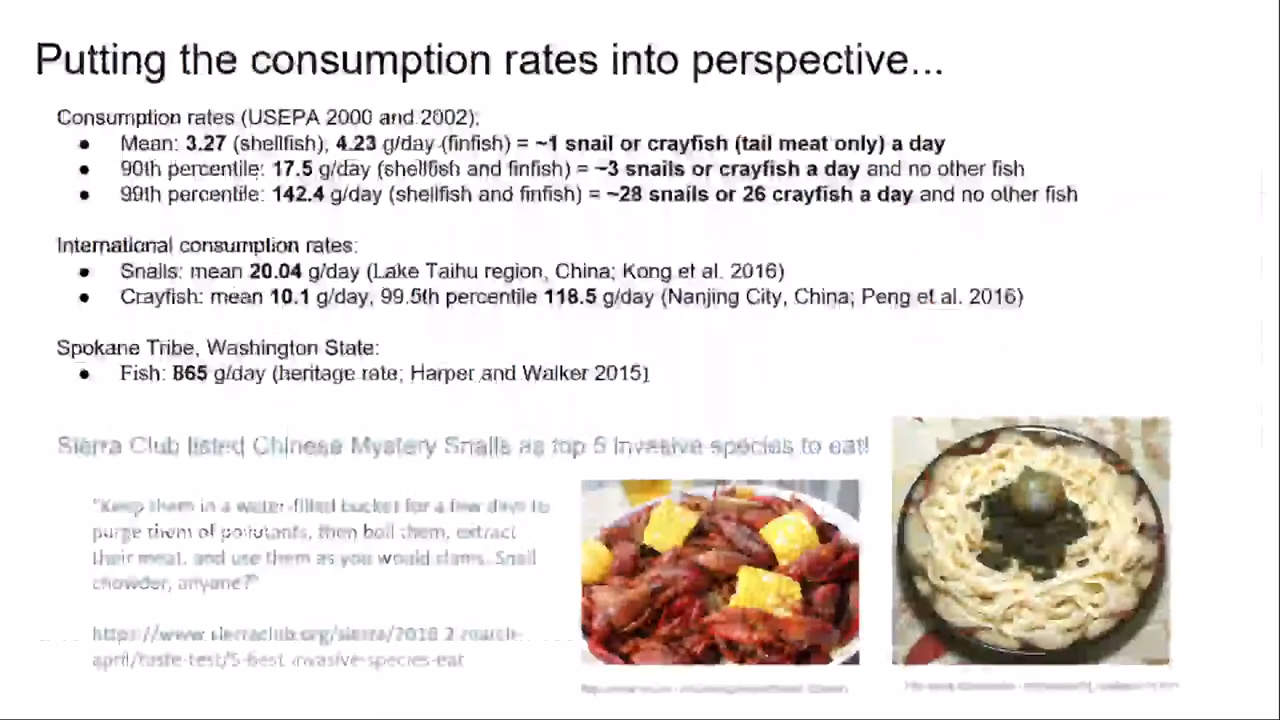 Putting the consumption rates into perspective...
Consumption rates (USEPA 2000 and 2002):
● Mean: 3.27 (shellfish), 4.23 g/day (finfish) = ~1 snail or crayfish (tail meat only) a day
● 90th percentile: 17.5 g/day (shellfish and finfish) = ~3 snails or crayfish a day and no other fish
● 99th percentile: 142.4 g/day (shellfish and finfish) = ~28 snails or 26 crayfish a day and no other fish
International consumption rates:
● Snails: mean 20.04 g/day (Lake Taihu region, China; Kong et al. 2016)
● Crayfish: mean 10.1 g/day, 99.5th percentile 118.5 g/day (Nanjing City, China; Peng et al. 2016)
Spokane Tribe, Washington State:
● Fish: 865 g/day (heritage rate; Harper and Walker 2015)
Sierra Club listed Chinese Mystery Snails as top 5 invasive species to eat!
"Keep them in a water-filled bucket for a few days to
purge them of pollutants, then boil them, extract
their meat, and use them as you would clams. Snail
chowder, anyone?"
https://www.sierraclub.org/sierra/2018-2-march-
april/taste-test/5-best-invasive-species-eat